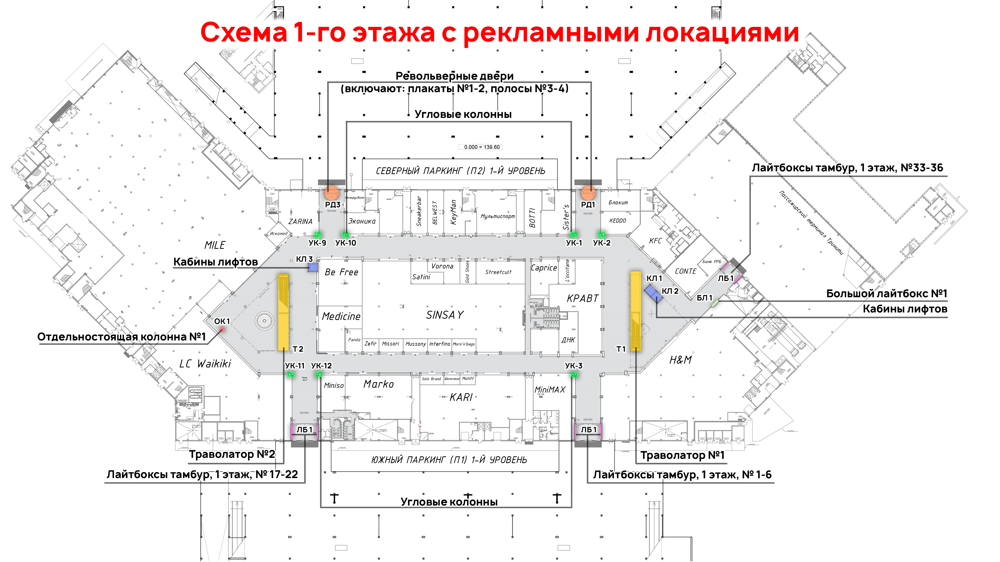 Схема 1-го этажа с рекламными локациями
Револьверные двери
(включают: плакаты №1-2, полосы №3-4)
Угловые колонны
0.000 = 139.60
СЕВЕРНЫЙ ПАРКИНГ (П2) 1-Й УРОВЕНЬ
Лайтбоксы тамбур, 1 этаж, №33-36
Пассажирский терминал Тринити
РД3
РД1
Беларусбанк
ZARINA
Эконика
Sneakerbar
BELWEST
KeyMan
Мультиспорт
BOTTI
Sister's
Блакит
KEDDO
Искамед
KFC
MILE
УК-9
УК-10
УК-1
УК-2
Кабины лифтов
КЛ 3
Be Free
Vorona
Satini
Gold Shoes
Streetcult
Caprice
L'occitane
Банк РРБ
CONTE
КЛ 1
КЛ 2
ЛБ 1
БЛ 1
Большой лайтбокс №1
Кабины лифтов
КРАВТ
SINSAY
Medicine
ОК 1
Отдельностоящая колонна №1
Panda
Zefir
Missori
Mussony
Interfino
More'n'bags
ДНК
Т 2
Т 1
H&M
LC Waikiki
УК-11
УК-12
УК-3
Miniso
Marko
Solo Brand
Шапочкин
Motiff
KARI
MiniMAX
ЛБ 1
ЛБ 1
Траволатор №2
ЮЖНЫЙ ПАРКИНГ (П1) 1-Й УРОВЕНЬ
Траволатор №1
Лайтбоксы тамбур, 1 этаж, № 17-22
Лайтбоксы тамбур, 1 этаж, № 1-6
Угловые колонны